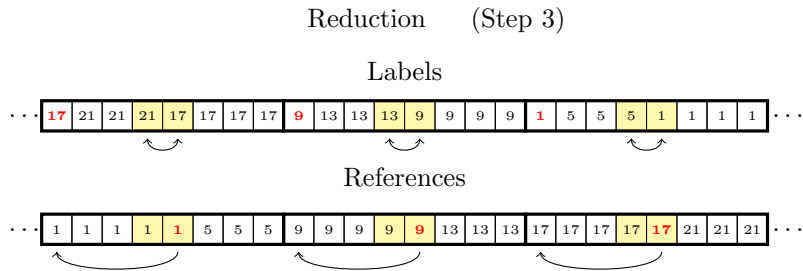 Reduction (Step 3)
Labels
··· 17 21 21 21 17 17 17 17 9 13 13 13 9 9 9 9 1 5 5 5 1 1 1 1 ···
References
··· 1 1 1 1 1 5 5 5 9 9 9 9 9 13 13 13 17 17 17 17 17 21 21 21 ···